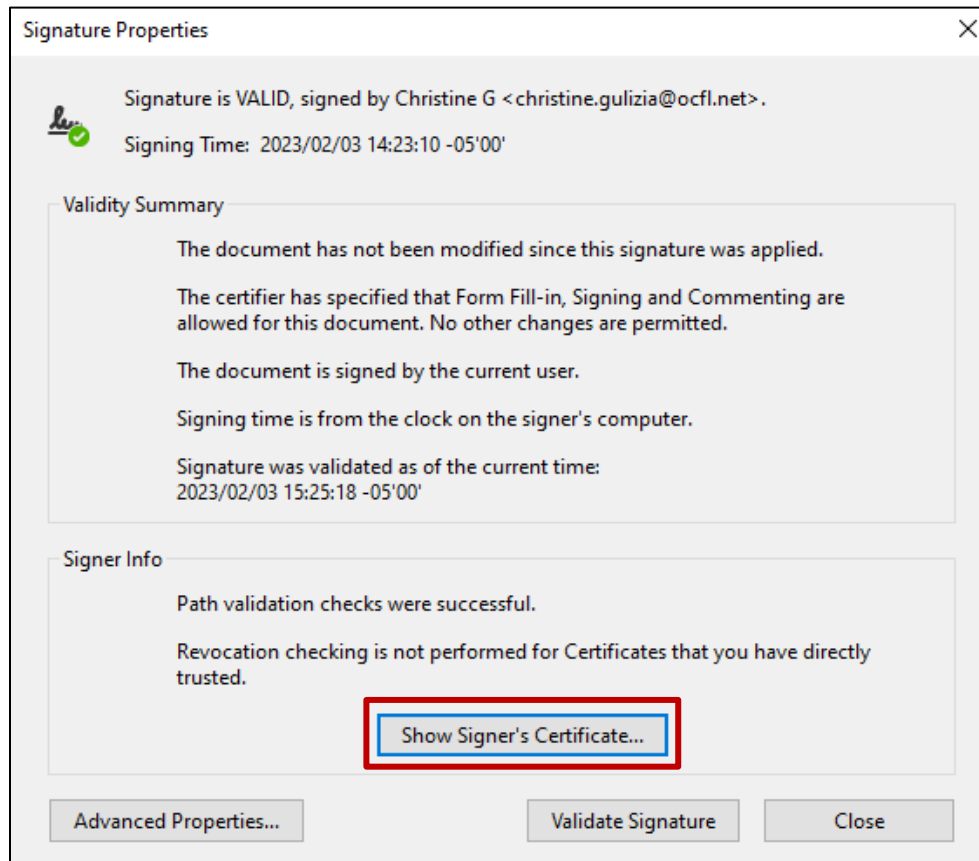 Signature Properties
Signature is VALID, signed by Christine G <christine.gulizia@ocfl.net>.
Signing Time: 2023/02/03 14:23:10 -05'00'
Validity Summary
The document has not been modified since this signature was applied.
The certifier has specified that Form Fill-in, Signing and Commenting are
allowed for this document. No other changes are permitted.
The document is signed by the current user.
Signing time is from the clock on the signer's computer.
Signature was validated as of the current time:
2023/02/03 15:25:18 -05'00'
Signer Info
Path validation checks were successful.
Revocation checking is not performed for Certificates that you have directly
trusted.
Show Signer's Certificate...
Advanced Properties...
Validate Signature
Close